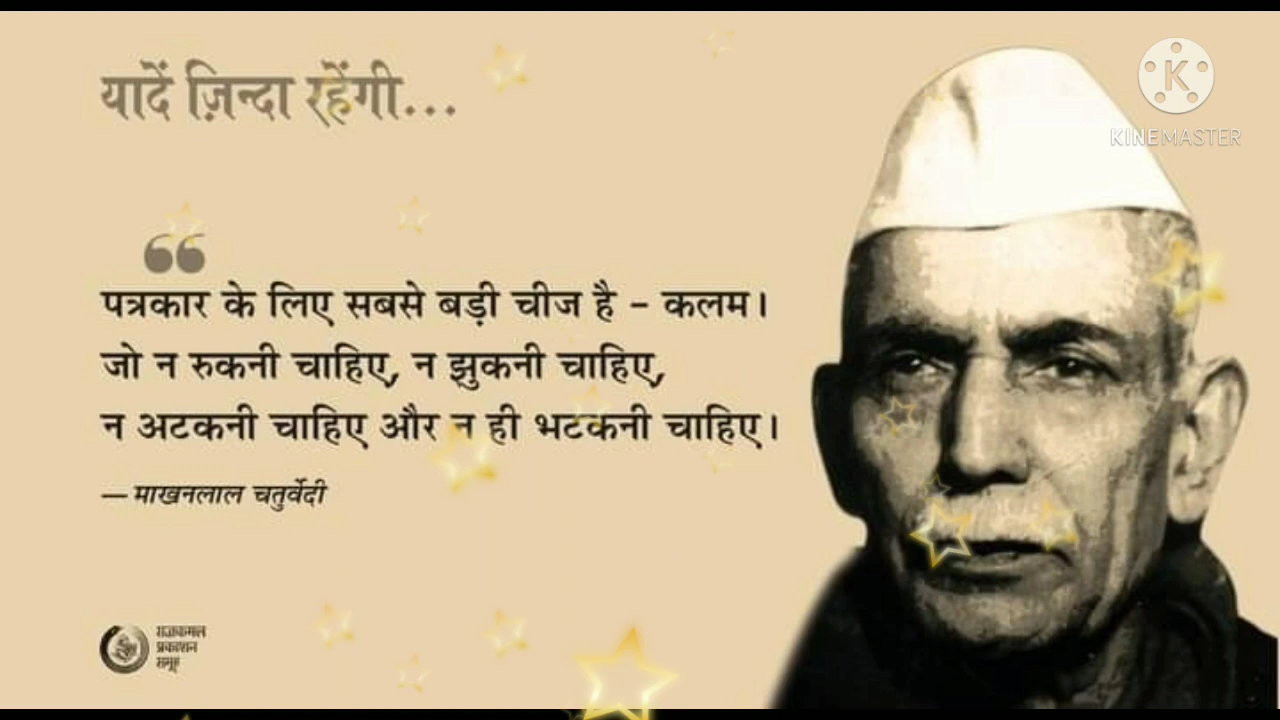 यादें ज़िन्दा रहेंगी...
K
KINEMASTER
“
पत्रकार के लिए सबसे बड़ी चीज है – कलम।
जो न रुकनी चाहिए, न झुकनी चाहिए,
न अटकनी चाहिए और न ही भटकनी चाहिए।
— माखनलाल चतुर्वेदी
राजकमल
प्रकाशन
समूह